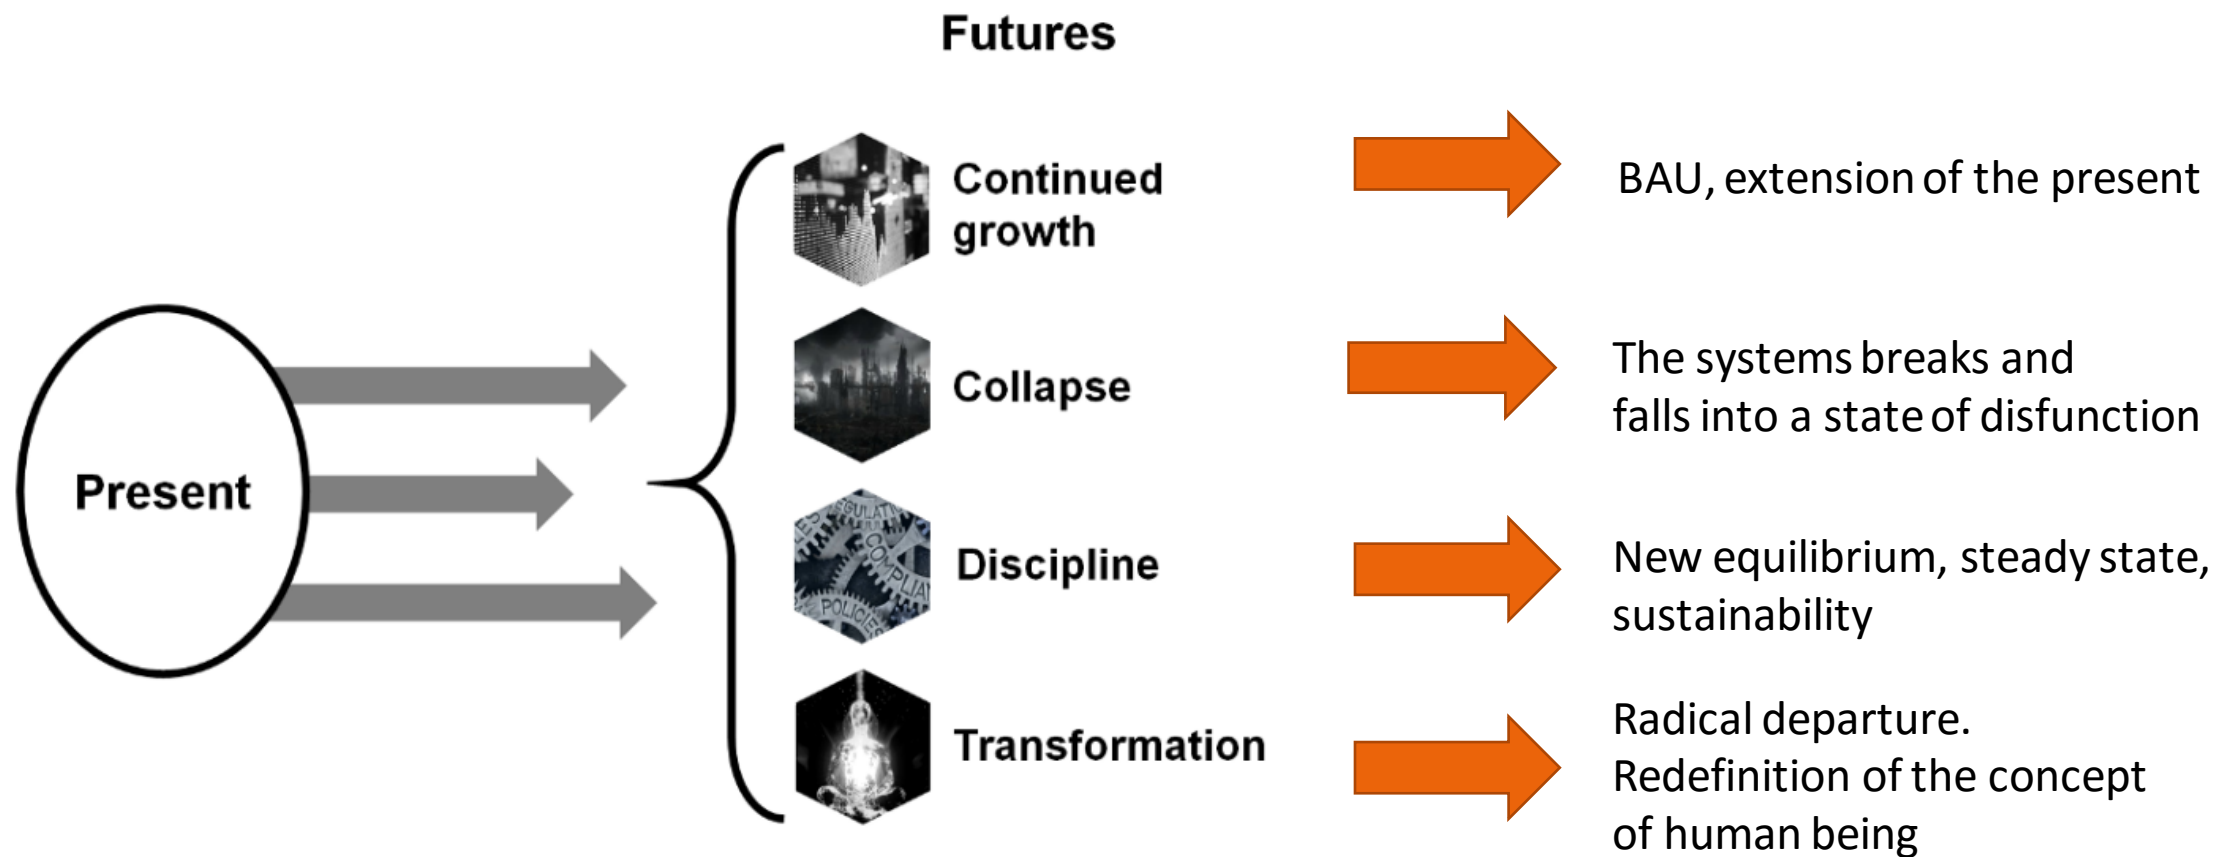 Futures
Continued
growth
BAU, extension of the present
Collapse
The systems breaks and
falls into a state of disfunction
Present
POLICIES
Discipline
New equilibrium, steady state,
sustainability
Transformation
Radical departure.
Redefinition of the concept
of human being